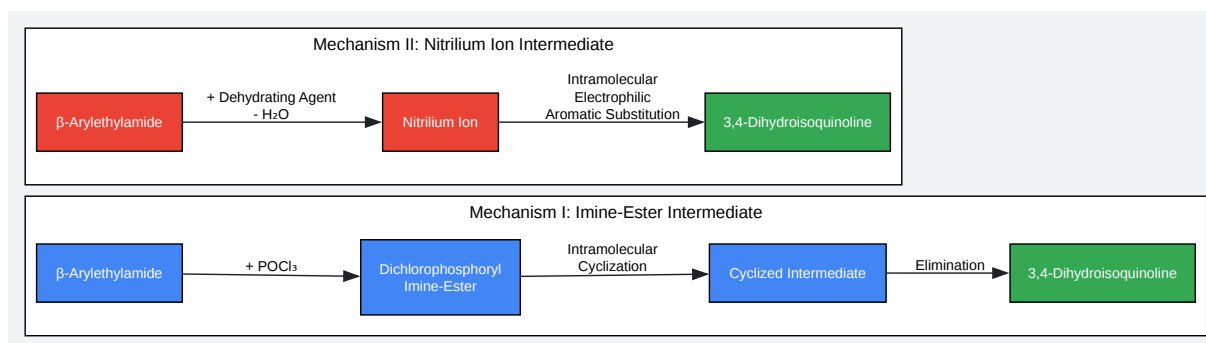 Mechanism II: Nitrilium Ion Intermediate
β-Arylethylamide
+ Dehydrating Agent
- H₂O
Nitrilium Ion
Intramolecular
Electrophilic
Aromatic Substitution
3,4-Dihydroisoquinoline
Mechanism I: Imine-Ester Intermediate
β-Arylethylamide
+ POCl₃
Dichlorophosphoryl
Imine-Ester
Intramolecular
Cyclization
Cyclized Intermediate
Elimination
3,4-Dihydroisoquinoline